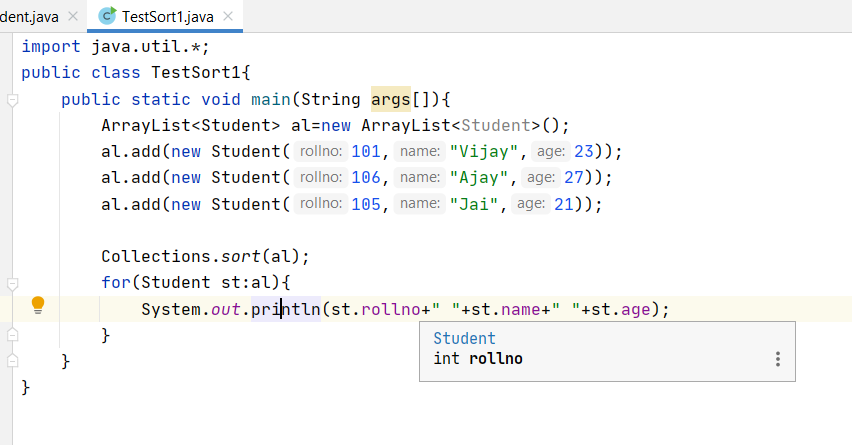 dent.java × TestSort1.java ×
import java.util.*;
public class TestSort1{
public static void main(String args[]){
ArrayList<Student> al=new ArrayList<Student>();
al.add(new Student( rollno: 101, name: "Vijay", age: 23));
al.add(new Student( rollno: 106, name: "Ajay", age: 27));
al.add(new Student( rollno: 105, name: "Jai", age: 21));
Collections.sort(al);
for(Student st:al){
System.out.println(st.rollno+" "+st.name+" "+st.age);
}
Student
int rollno
}
}